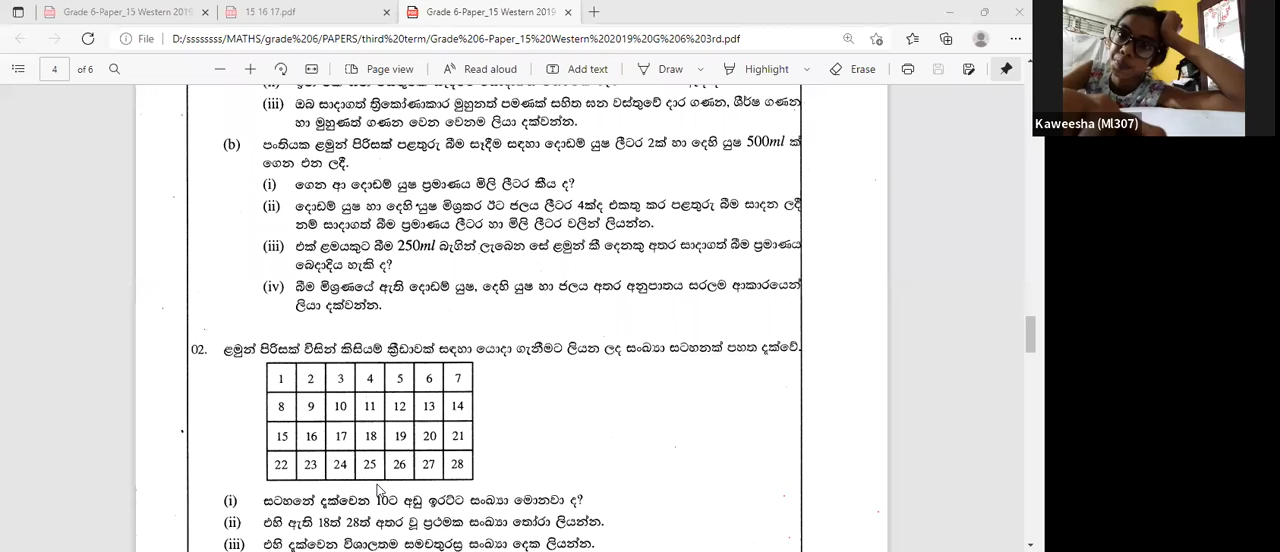 Grade 6-Paper_15 Western 2019
15 16 17.pdf
Grade 6-Paper_15 Western 2019
File
D:/ssssssss/MATHS/grade%206/PAPERS/third%20term/Grade%206-Paper%15%20Western%202019%20G%206%203rd.pdf
4 of 6
Page view
Read aloud
Add text
Draw
Highlight
Erase
Kaweesha (Ml307)
(iii) ඔබ සාදාගත් ත්‍රිකෝණාකාර මුහුනත් පමණක් සහිත ඝන වස්තුවේ දාර ගණන, ශීර්ෂ ගණන
හා මුහුණත් ගණන වෙන වෙනම ලියා දක්වන්න.
(b) පංතියක ළමුන් පිරිසක් පළතුරු බීම සෑදීම සඳහා දොඩම් යුෂ ලීටර 2ක් හා දෙහි යුෂ 500ml ක්
ගෙන එන ලදී.
(i) ගෙන ආ දොඩම් යුෂ ප්‍රමාණය මිලි ලීටර කීය ද?
(ii) දොඩම් යුෂ හා දෙහි යුෂ මිශ්‍රකර ඊට ජලය ලීටර 4ක්ද එකතු කර පළතුරු බීම සාදන ලදී
නම් සාදාගත් බීම ප්‍රමාණය ලීටර හා මිලි ලීටර වලින් ලියන්න.
(iii) එක් ළමයකුට බීම 250ml බැගින් ලැබෙන සේ ළමුන් කී දෙනකු අතර සාදාගත් බීම ප්‍රමාණය
බෙදාදිය හැකි ද?
(iv) බීම මිශ්‍රණයේ ඇති දොඩම් යුෂ, දෙහි යුෂ හා ජලය අතර අනුපාතය සරලම ආකාරයෙන්
ලියා දක්වන්න.
02. ළමුන් පිරිසක් විසින් කිසියම් ක්‍රීඩාවක් සඳහා යොදා ගැනීමට ලියන ලද සංඛ්‍යා සටහනක් පහත දැක්වේ.
1 2 3 4 5 6 7
8 9 10 11 12 13 14
15 16 17 18 19 20 21
22 23 24 25 26 27 28
(i) සටහනේ දැක්වෙන 10ට අඩු ඉරට්ට සංඛ්‍යා මොනවා ද?
(ii) එහි ඇති 18ත් 28ත් අතර වූ ප්‍රථමක සංඛ්‍යා තෝරා ලියන්න.
(iii) එහි දැක්වෙන විශාලතම සමචතුරස්‍ර සංඛ්‍යා දෙක ලියන්න.